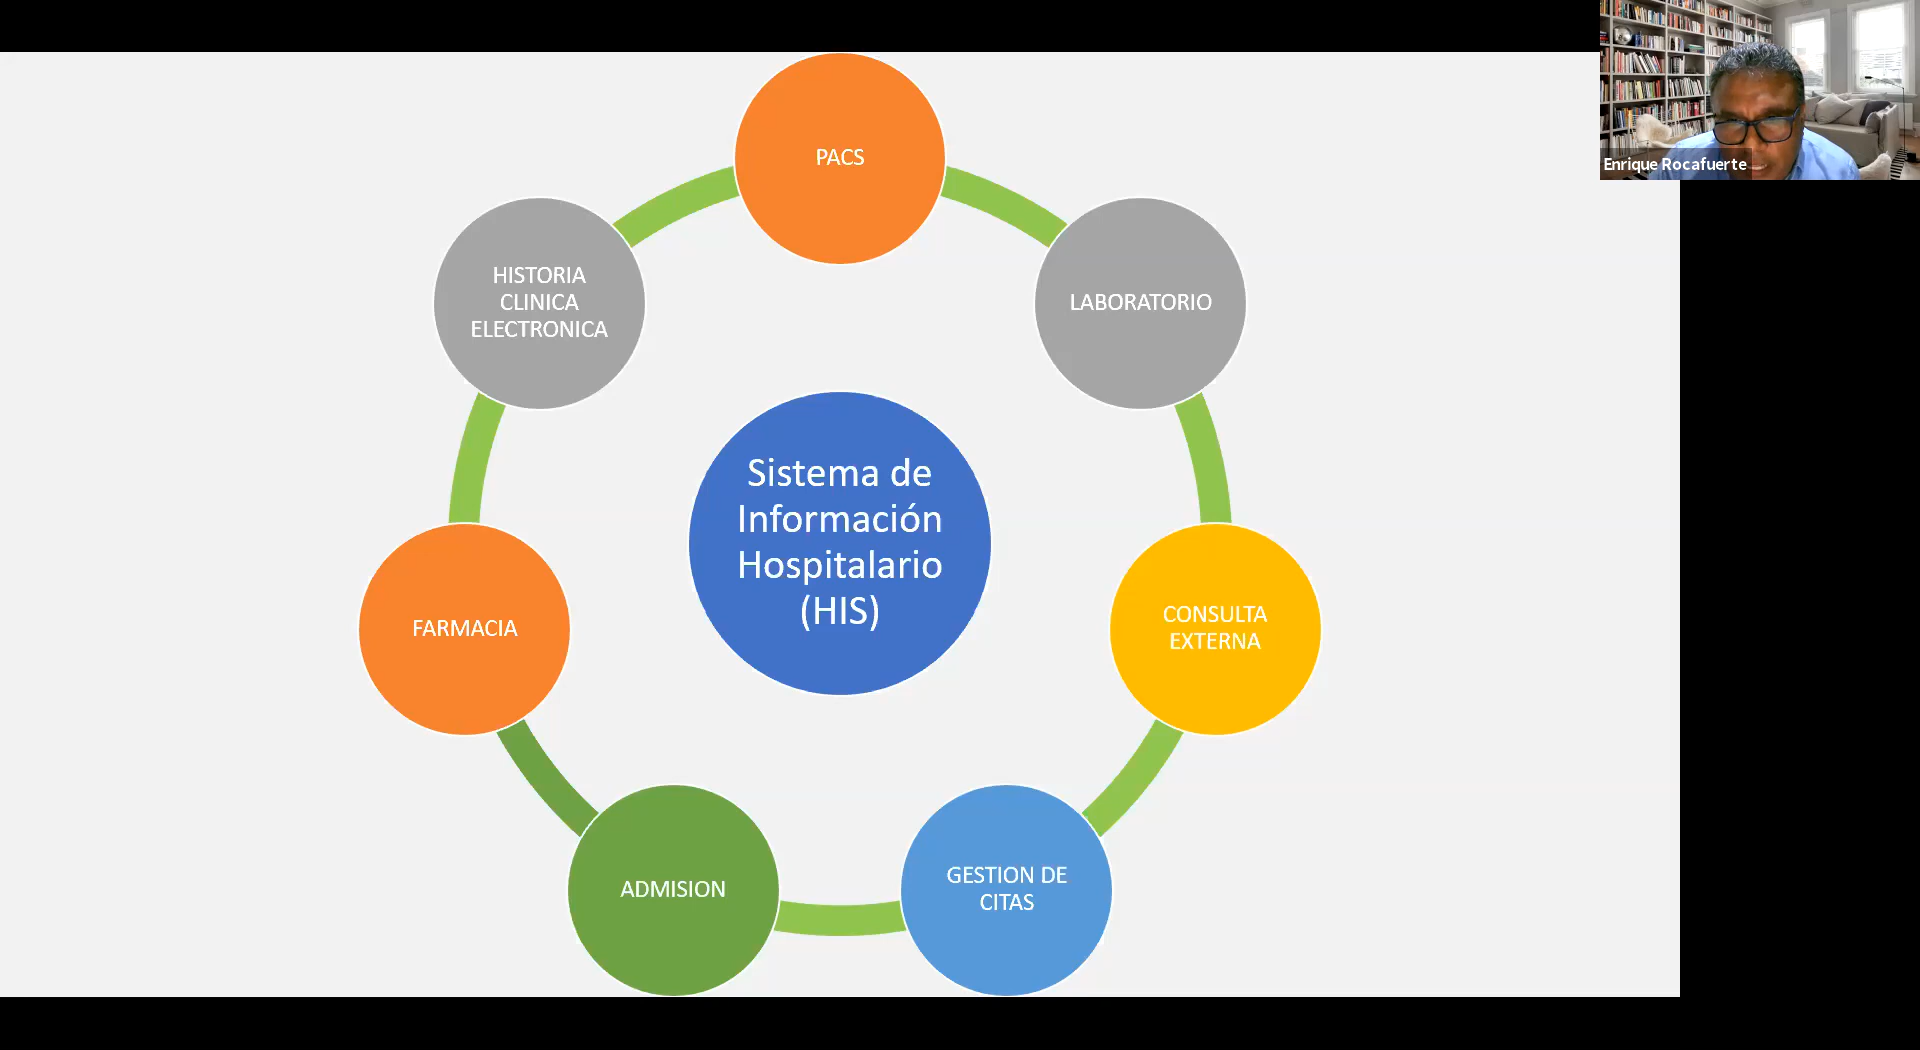 PACS
Enrique Rocafuerte
HISTORIA
CLINICA
ELECTRONICA
LABORATORIO
Sistema de
Información
Hospitalario
(HIS)
FARMACIA
CONSULTA
EXTERNA
ADMISION
GESTION DE
CITAS